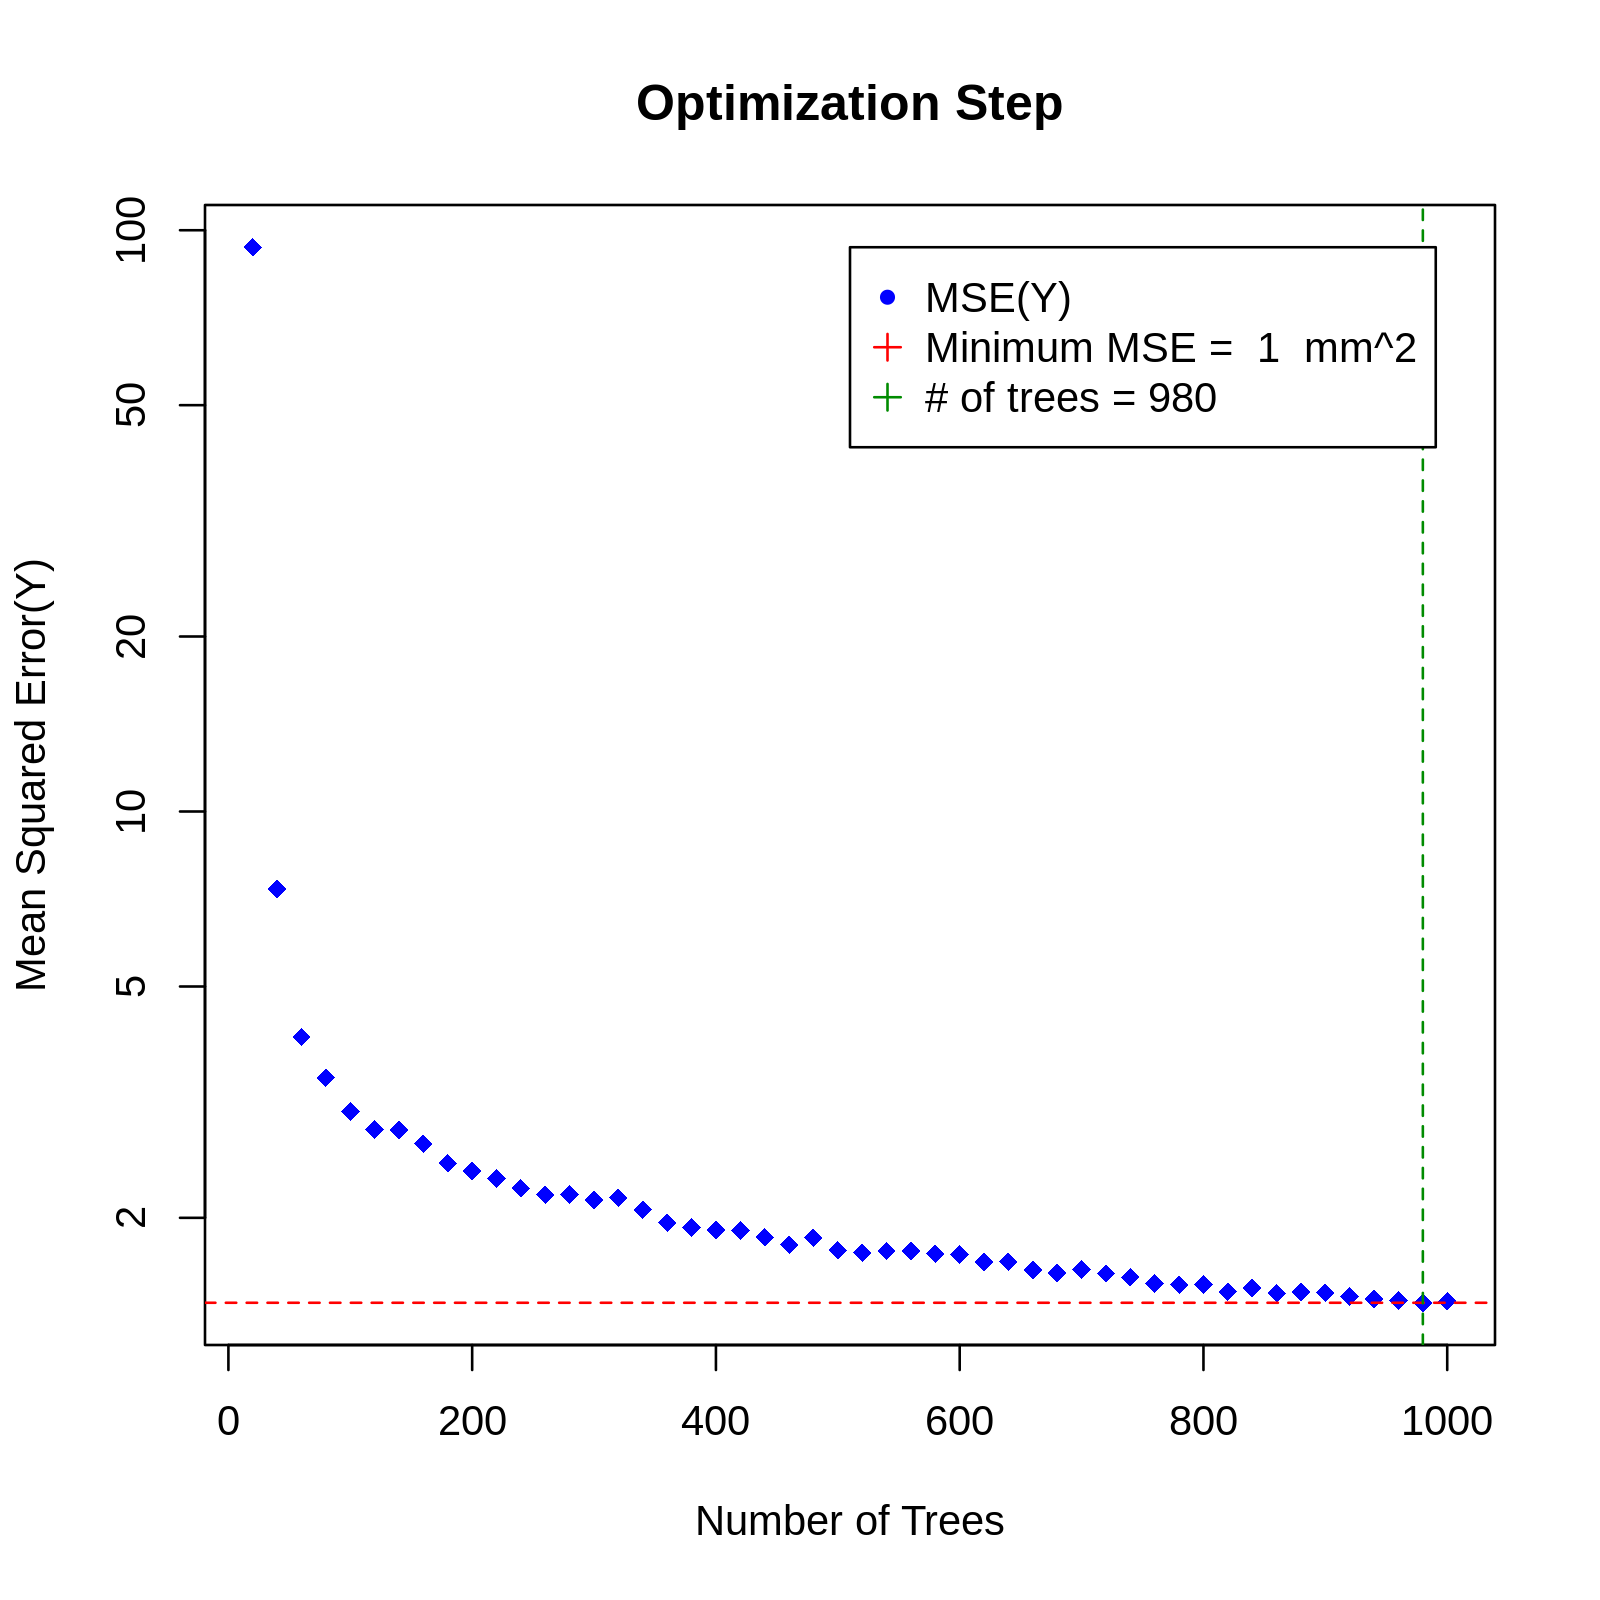 Optimization Step
MSE(Y)
Minimum MSE =  1  mm^2
# of trees = 980
Mean Squared Error(Y)
100
50
20
10
5
2
0 200 400 600 800 1000
Number of Trees